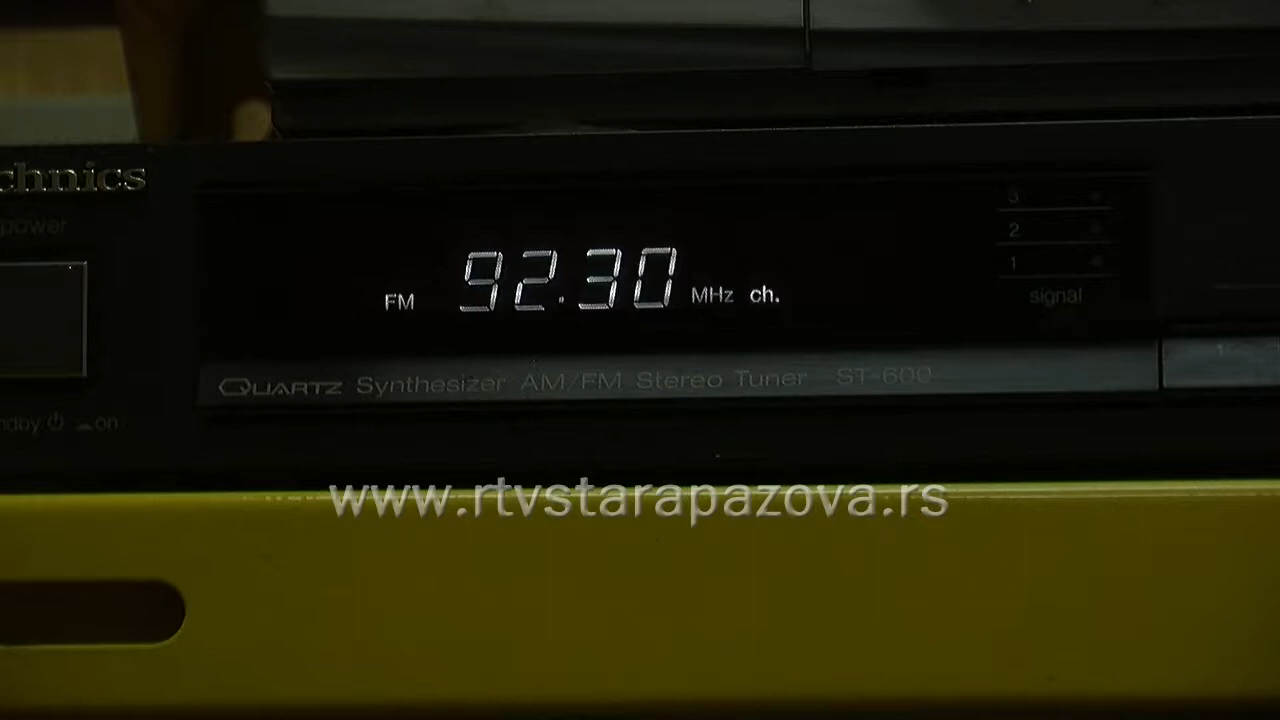 chnics
power
3
2
1
FM 92.30 MHz ch.
signal
QUARTZ Synthesizer AM/FM Stereo Tuner ST-600
ndby ⏻ on
www.rtvstarapazova.rs